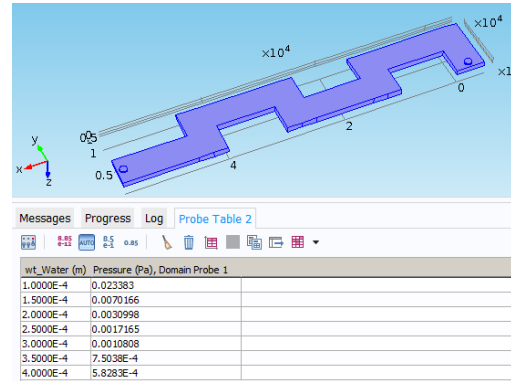 ×10⁴
×10⁴
×1
0
2
4
0.5
0
1
0.5
y
x
z
Messages Progress Log Probe Table 2
8.85 e-12 AUTO 8.5 e-1 0.85
wt_Water (m) Pressure (Pa), Domain Probe 1
1.0000E-4 0.023383
1.5000E-4 0.0070166
2.0000E-4 0.0030998
2.5000E-4 0.0017165
3.0000E-4 0.0010808
3.5000E-4 7.5038E-4
4.0000E-4 5.8283E-4